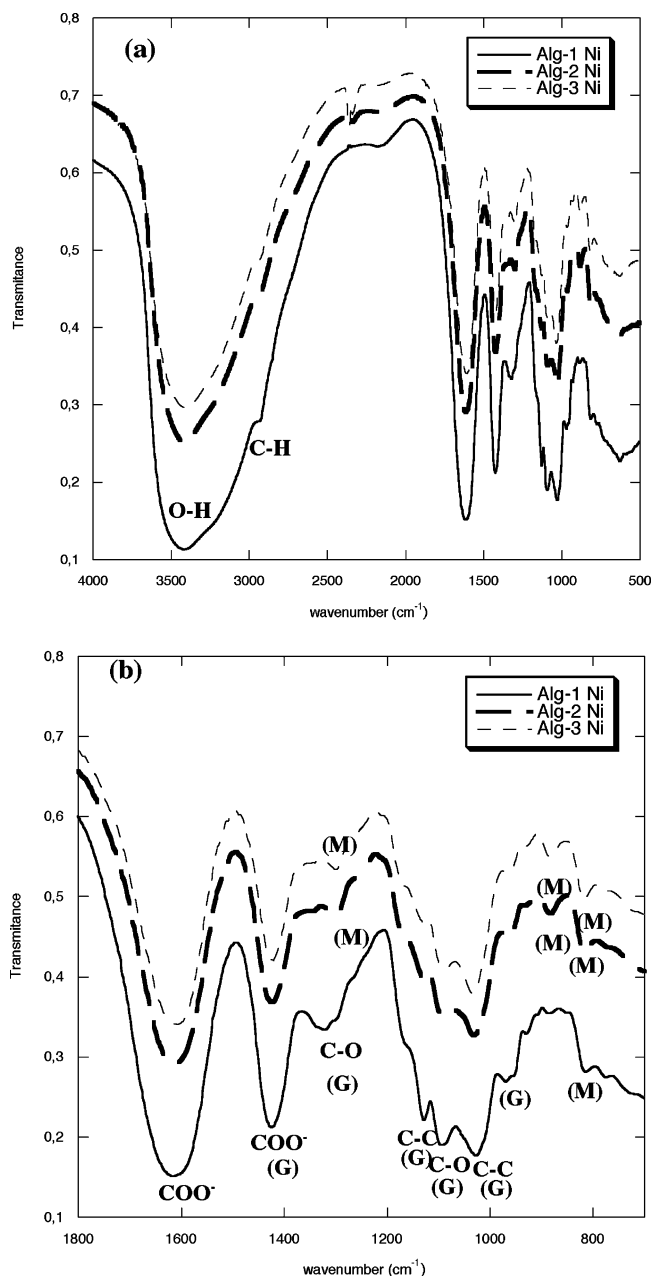 (a)
Alg-1 Ni
Alg-2 Ni
Alg-3 Ni
0,8
0,7
0,6
0,5
0,4
0,3
0,2
0,1
Transmitance
C-H
O-H
4000 3500 3000 2500 2000 1500 1000 500
wavenumber (cm-1)
(b)
Alg-1 Ni
Alg-2 Ni
Alg-3 Ni
0,8
0,7
0,6
0,5
0,4
0,3
0,2
0,1
Transmitance
(M)
(M)
(M)
(M)
(M)
(M)
C-O
(G)
(G)
(M)
COO-
(G)
C-C
(G)
C-O
(G)
C-C
(G)
COO-
1800 1600 1400 1200 1000 800
wavenumber (cm-1)